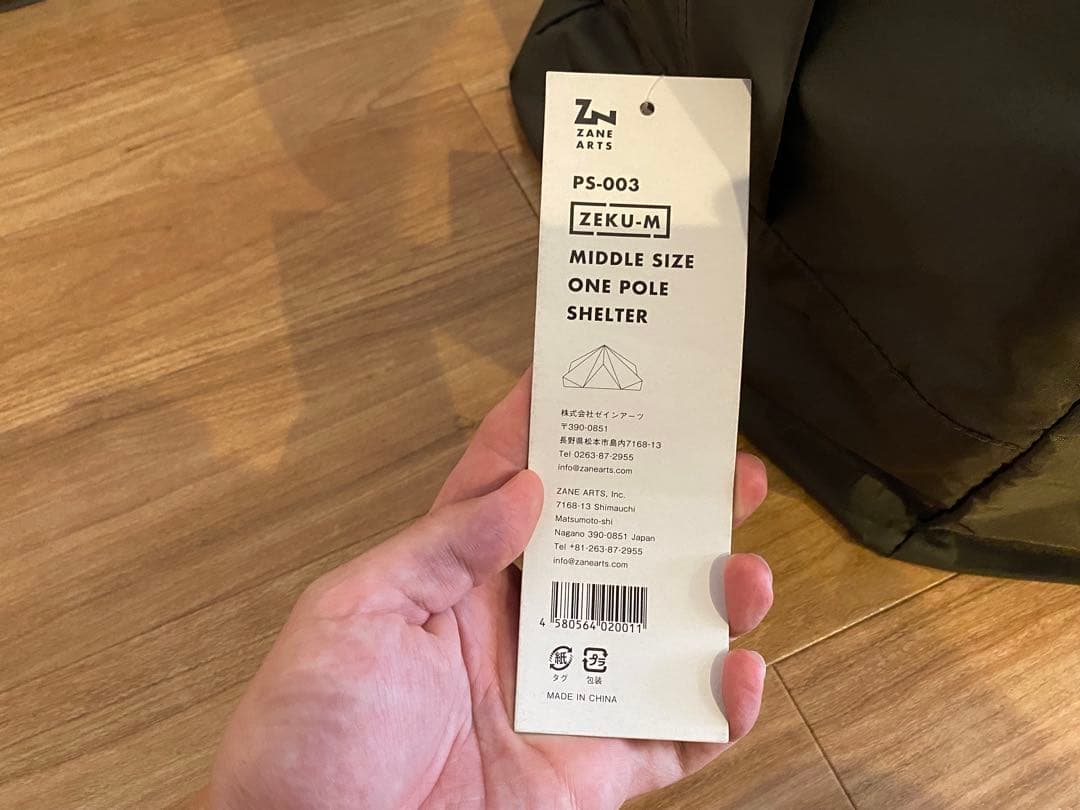 ZN
ZANE
ARTS
PS-003
ZEKU-M
MIDDLE SIZE
ONE POLE
SHELTER
株式会社ゼインアーツ
〒390-0851
長野県松本市島内7168-13
Tel 0263-87-2955
info@zanearts.com
ZANE ARTS, Inc.
7168-13 Shimauchi
Matsumoto-shi
Nagano 390-0851 Japan
Tel +81-263-87-2955
info@zanearts.com
4 580564 020011
紙 プラ
タグ 包装
MADE IN CHINA